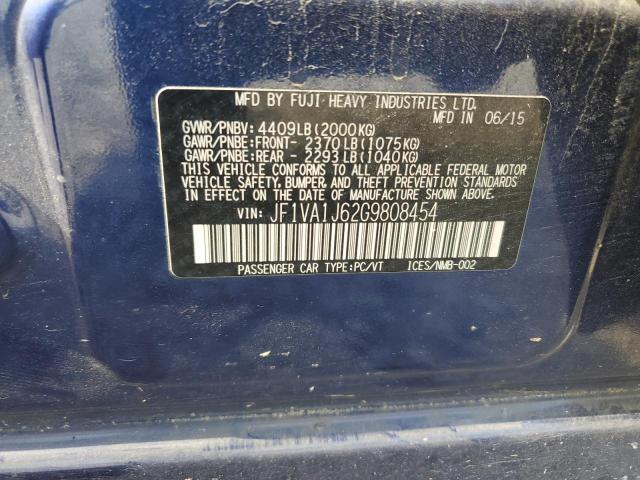 MFD BY FUJI HEAVY INDUSTRIES LTD.
MFD IN 06/15
GVWR/PNBV: 4409LB(2000KG)
GAWR/PNBE:FRONT- 2370LB(1075KG)
GAWR/PNBE:REAR - 2293LB(1040KG)
THIS VEHICLE CONFORMS TO ALL APPLICABLE FEDERAL MOTOR
VEHICLE SAFETY, BUMPER, AND THEFT PREVENTION STANDARDS
IN EFFECT ON THE DATE OF MANUFACTURE SHOWN ABOVE.
VIN: JF1VA1J62G9808454
PASSENGER CAR TYPE:PC/VT ICES/NMB-002